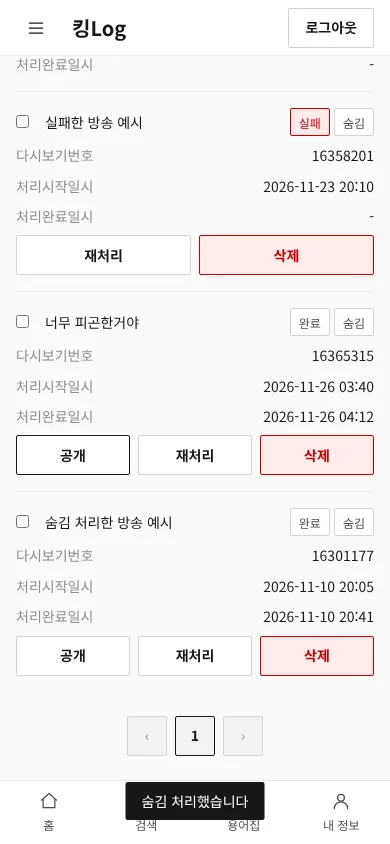 킹Log
로그아웃
처리완료일시 -
실패한 방송 예시 실패 숨김
다시보기번호 16358201
처리시작일시 2026-11-23 20:10
처리완료일시 -
재처리 삭제
너무 피곤한거야 완료 숨김
다시보기번호 16365315
처리시작일시 2026-11-26 03:40
처리완료일시 2026-11-26 04:12
공개 재처리 삭제
숨김 처리한 방송 예시 완료 숨김
다시보기번호 16301177
처리시작일시 2026-11-10 20:05
처리완료일시 2026-11-10 20:41
공개 재처리 삭제
‹ 1 ›
숨김 처리했습니다
홈 검색 용어집 내 정보